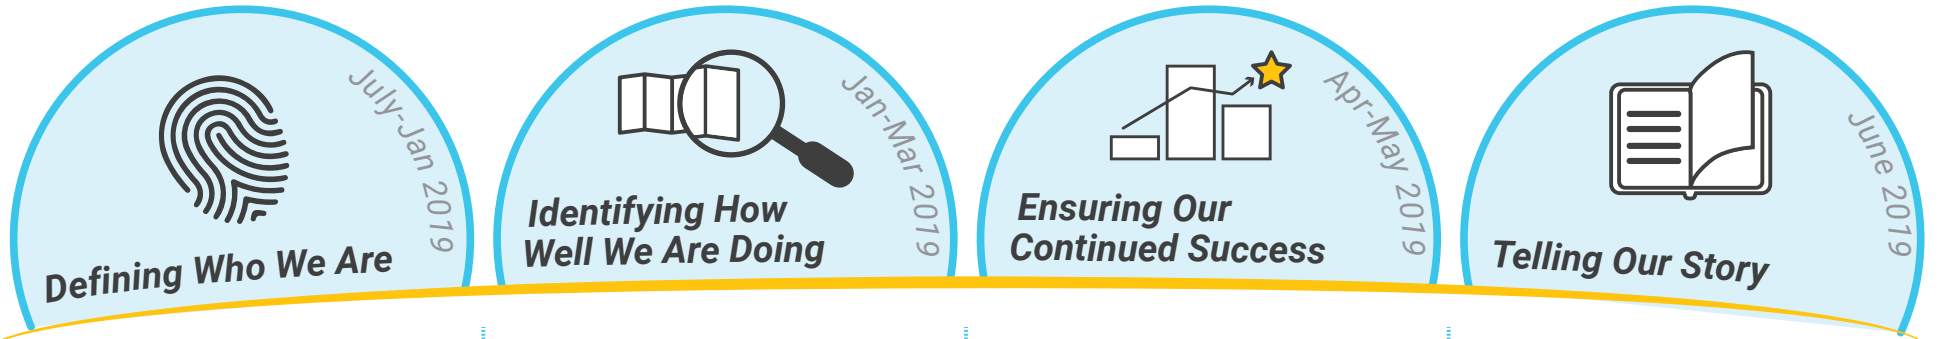 July-Jan 2019
Defining Who We Are
Jan-Mar 2019
Identifying How
Well We Are Doing
Apr-May 2019
Ensuring Our
Continued Success
June 2019
Telling Our Story